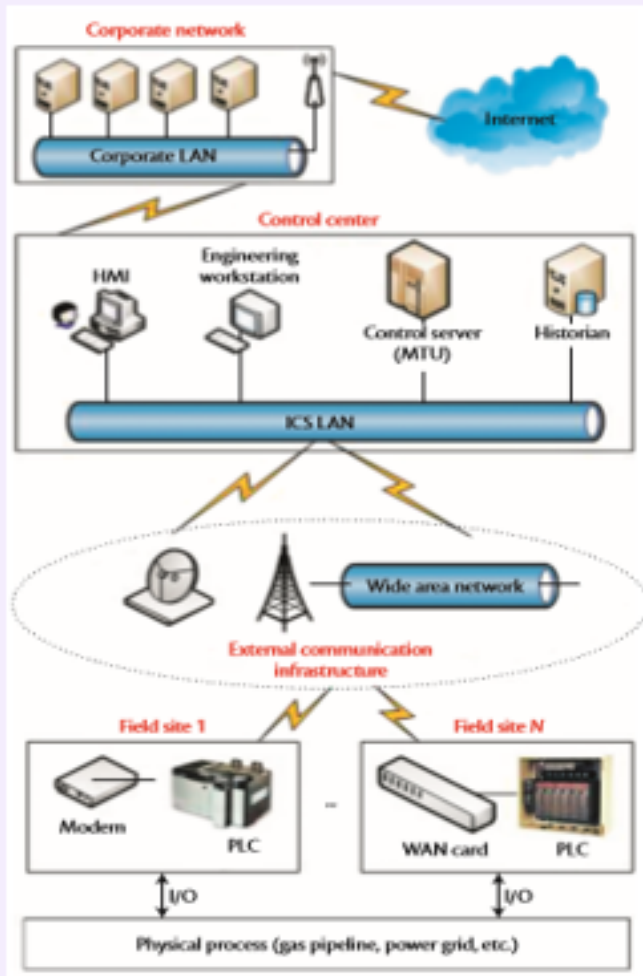 Corporate network
Internet
Corporate LAN
Control center
HMI
Engineering
workstation
Control server
(MTU)
Historian
ICS LAN
Wide area network
External communication
infrastructure
Field site 1
Field site N
Modem
PLC
...
WAN card
PLC
I/O
I/O
Physical process (gas pipeline, power grid, etc.)